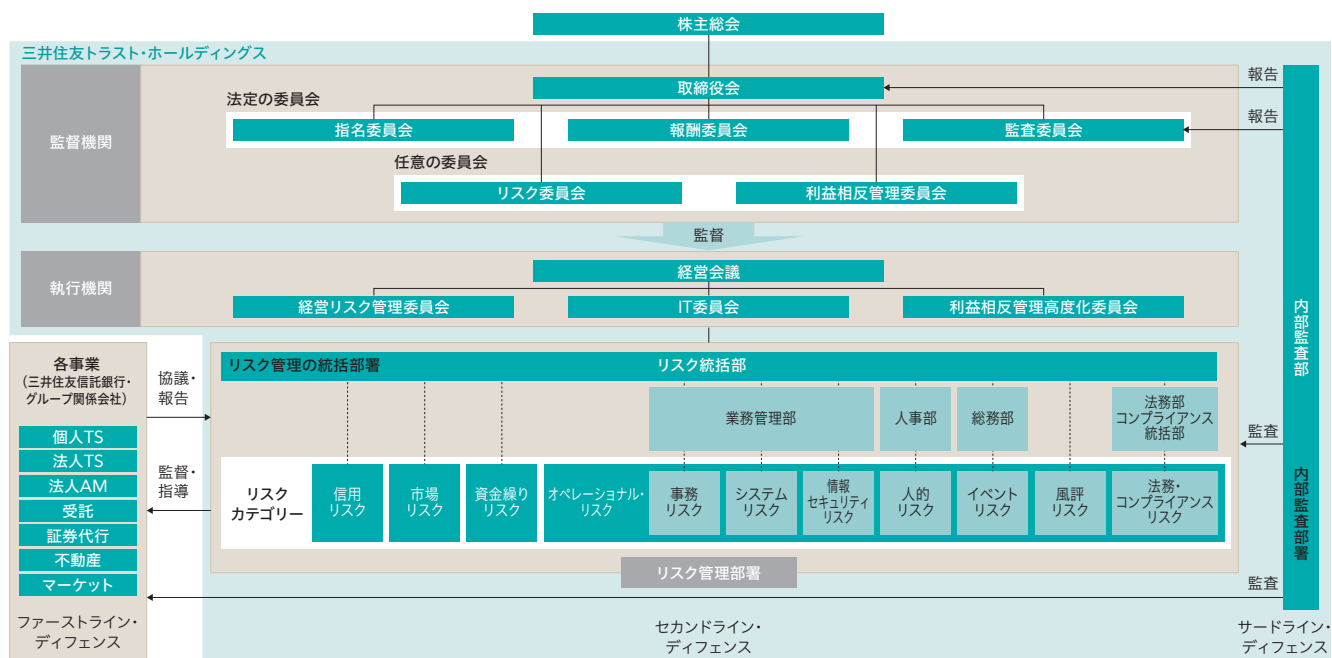 株主総会
三井住友トラスト・ホールディングス
監督機関
取締役会
法定の委員会
指名委員会
報酬委員会
監査委員会
任意の委員会
リスク委員会
利益相反管理委員会
報告
報告
監督
執行機関
経営会議
経営リスク管理委員会
IT委員会
利益相反管理高度化委員会
内部監査部
内部監査部署
各事業
(三井住友信託銀行・
グループ関係会社)
個人TS
法人TS
法人AM
受託
証券代行
不動産
マーケット
協議・
報告
監督・
指導
リスク管理の統括部署
リスク統括部
業務管理部
人事部
総務部
法務部
コンプライアンス
統括部
リスク
カテゴリー
信用
リスク
市場
リスク
資金繰り
リスク
オペレーショナル・
リスク
事務
リスク
システム
リスク
情報
セキュリティ
リスク
人的
リスク
イベント
リスク
風評
リスク
法務・
コンプライアンス
リスク
リスク管理部署
監査
監査
ファーストライン・
ディフェンス
セカンドライン・
ディフェンス
サードライン・
ディフェンス